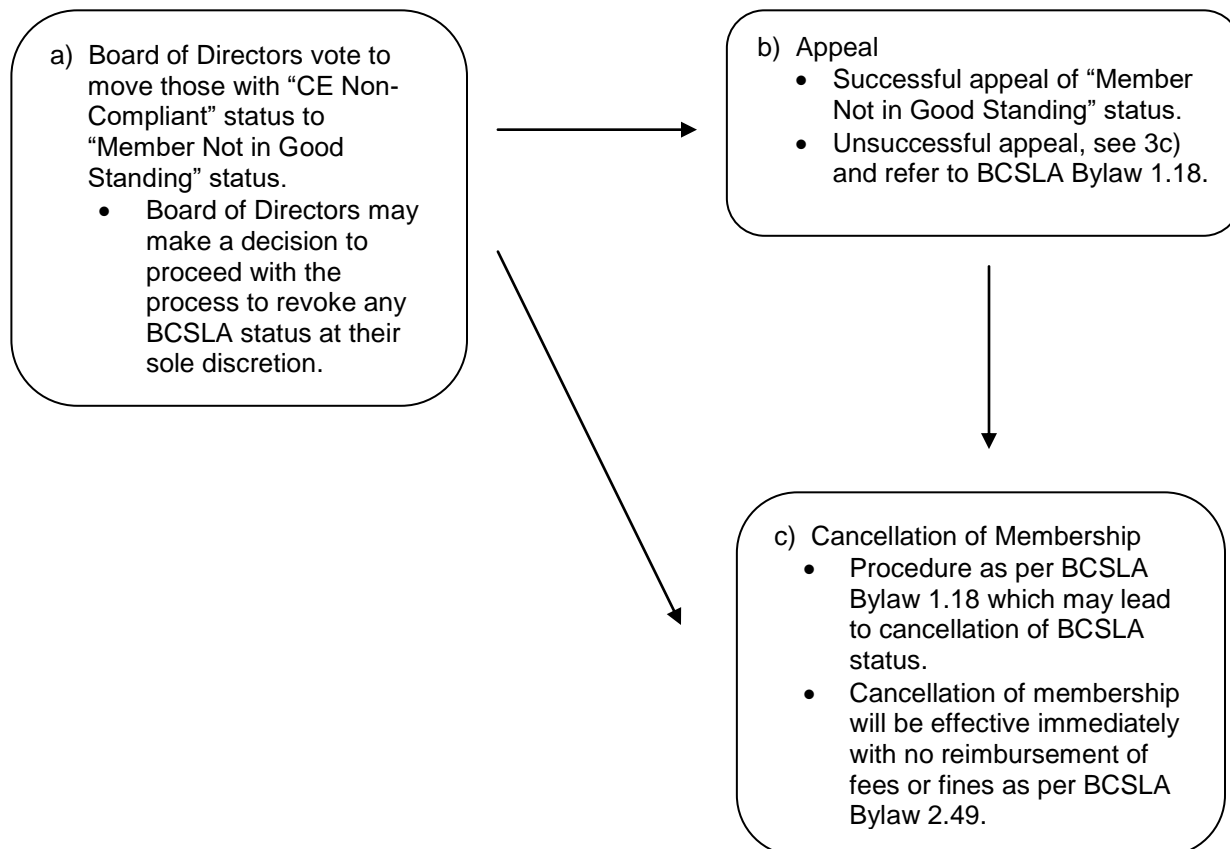 a) Board of Directors vote to
move those with “CE Non-
Compliant” status to
“Member Not in Good
Standing” status.
• Board of Directors may
make a decision to
proceed with the
process to revoke any
BCSLA status at their
sole discretion.
b) Appeal
• Successful appeal of “Member
Not in Good Standing” status.
• Unsuccessful appeal, see 3c)
and refer to BCSLA Bylaw 1.18.
c) Cancellation of Membership
• Procedure as per BCSLA
Bylaw 1.18 which may lead
to cancellation of BCSLA
status.
• Cancellation of membership
will be effective immediately
with no reimbursement of
fees or fines as per BCSLA
Bylaw 2.49.